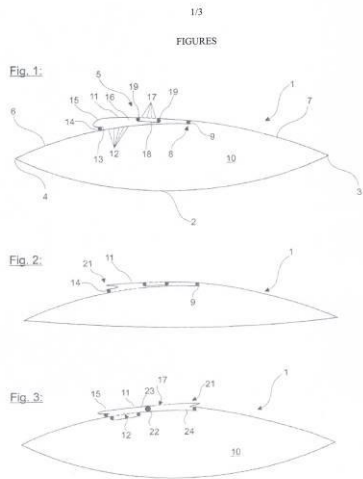 1/3
FIGURES
Fig. 1:
5 19 17 19 1
16
11
15 7
6
14 9
13 12 18 8
10
4 3
2
Fig. 2:
21 11 1
14 9
Fig. 3:
17
23 21 1
11
15
12 22 24
10